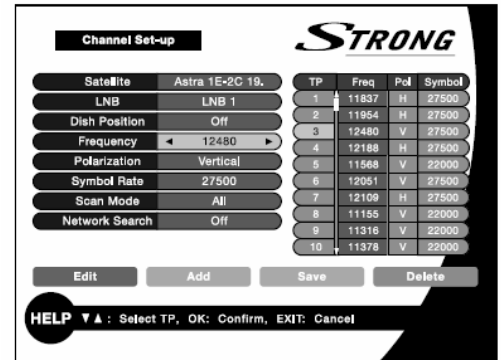 Channel Set-up
STRONG
Satellite Astra 1E-2C 19.
LNB LNB 1
Dish Position Off
Frequency ◄ 12480 ►
Polarization Vertical
Symbol Rate 27500
Scan Mode All
Network Search Off
TP Freq Pol Symbol
1 11837 H 27500
2 11954 H 27500
3 12480 V 27500
4 12188 H 27500
5 11568 V 22000
6 12051 V 27500
7 12109 H 27500
8 11155 V 22000
9 11316 V 22000
10 11378 V 22000
Edit Add Save Delete
HELP ▼▲ : Select TP, OK: Confirm, EXIT: Cancel